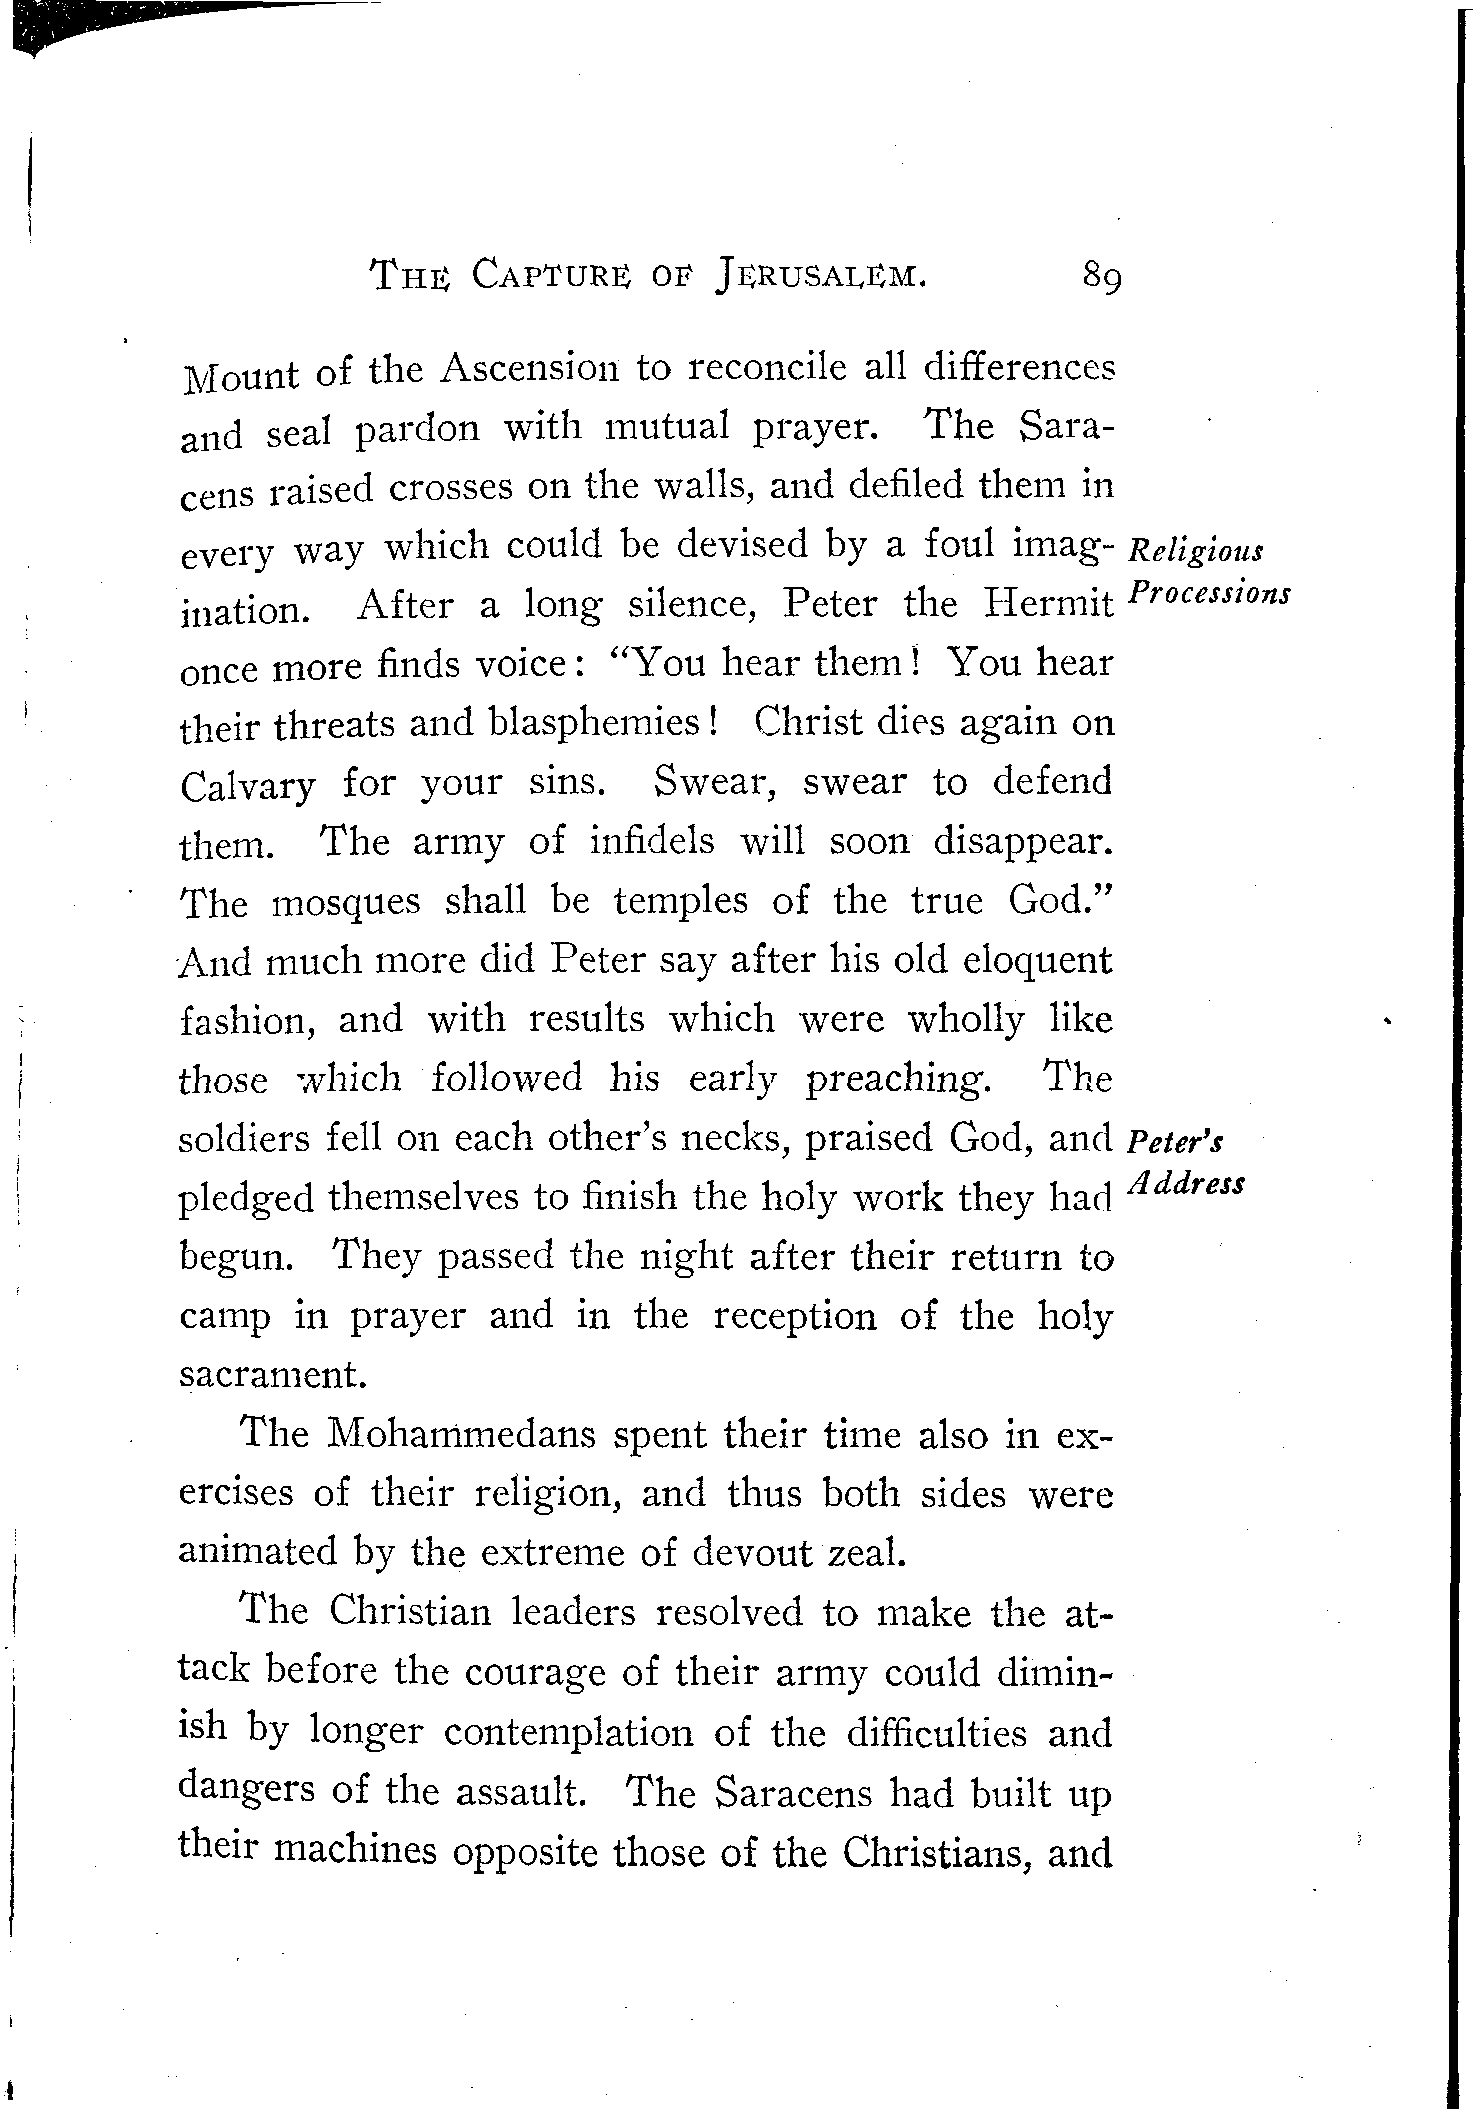 THE CAPTURE OF JERUSALEM. 89
Mount of the Ascension to reconcile all differences
and seal pardon with mutual prayer. The Sara-
cens raised crosses on the walls, and defiled them in
every way which could be devised by a foul imag-
Religious
ination. After a long silence, Peter the Hermit
Processions
once more finds voice: "You hear them! You hear
their threats and blasphemies! Christ dies again on
Calvary for your sins. Swear, swear to defend
them. The army of infidels will soon disappear.
The mosques shall be temples of the true God."
And much more did Peter say after his old eloquent
fashion, and with results which were wholly like
those which followed his early preaching. The
soldiers fell on each other's necks, praised God, and
Peter's
pledged themselves to finish the holy work they had
Address
begun. They passed the night after their return to
camp in prayer and in the reception of the holy
sacrament.
The Mohammedans spent their time also in ex-
ercises of their religion, and thus both sides were
animated by the extreme of devout zeal.
The Christian leaders resolved to make the at-
tack before the courage of their army could dimin-
ish by longer contemplation of the difficulties and
dangers of the assault. The Saracens had built up
their machines opposite those of the Christians, and